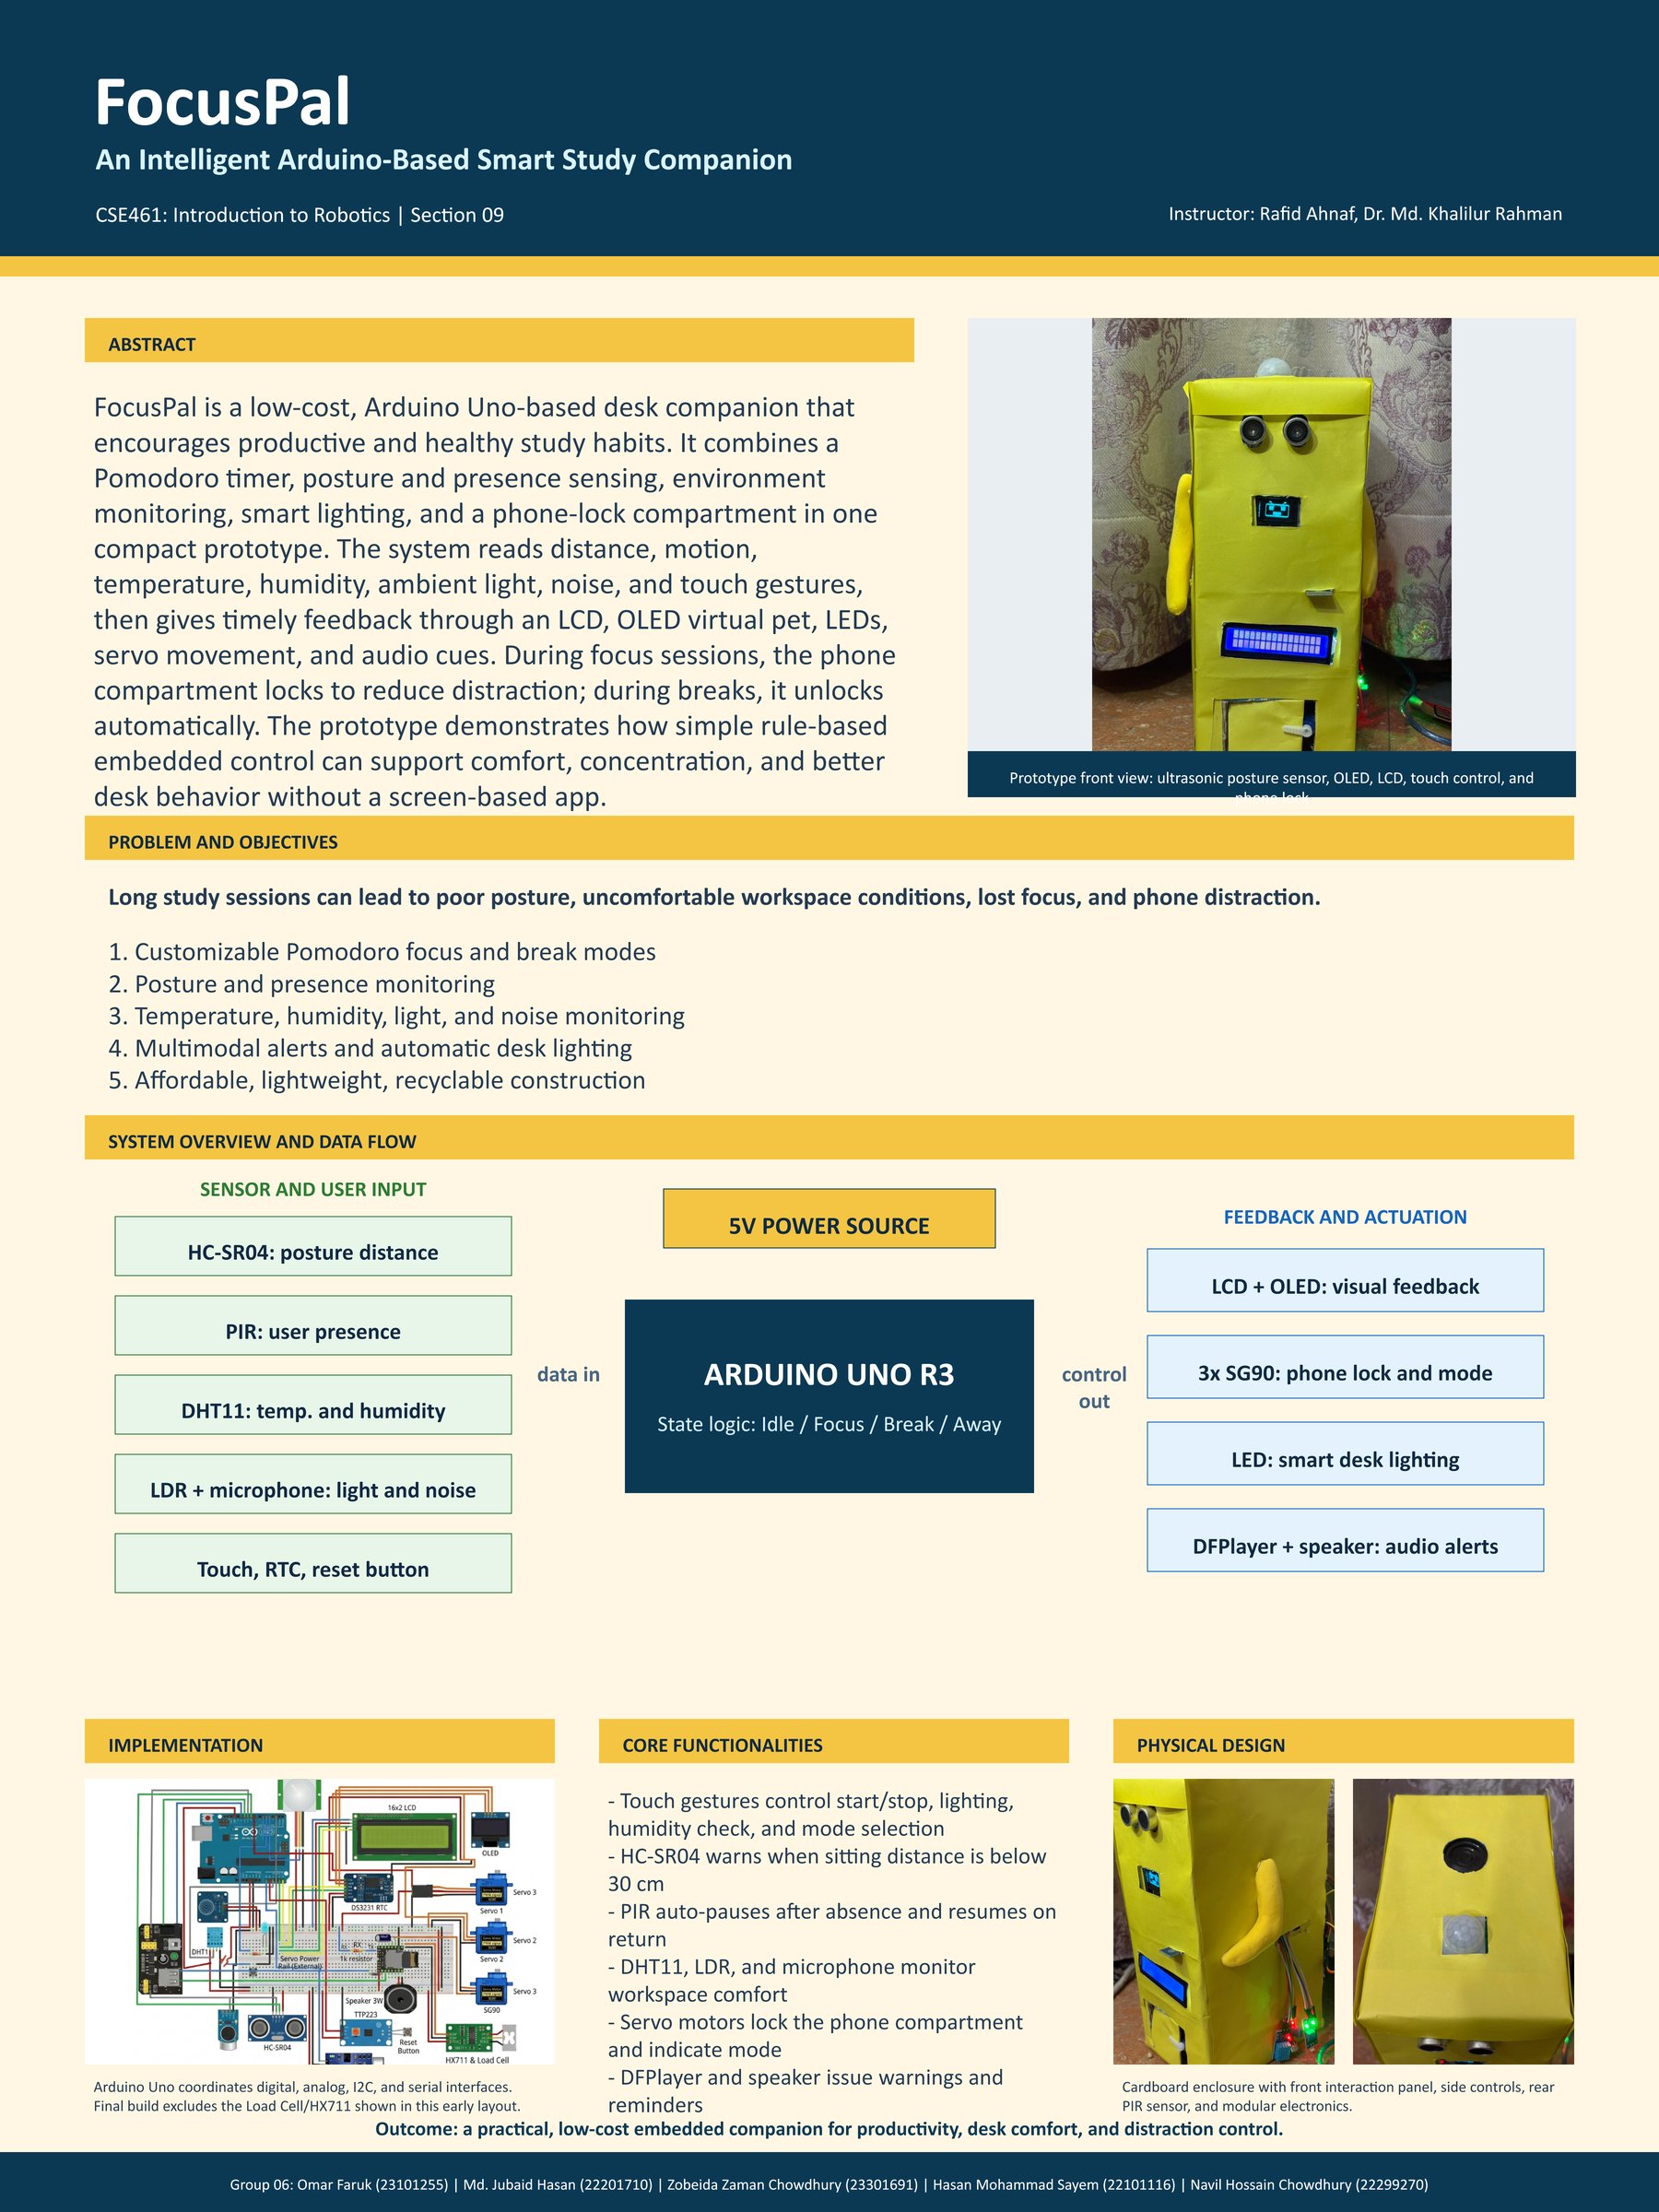 FocusPal
An Intelligent Arduino-Based Smart Study Companion
CSE461: Introduction to Robotics | Section 09
Instructor: Rafid Ahnaf, Dr. Md. Khalilur Rahman
ABSTRACT
FocusPal is a low-cost, Arduino Uno-based desk companion that
encourages productive and healthy study habits. It combines a
Pomodoro timer, posture and presence sensing, environment
monitoring, smart lighting, and a phone-lock compartment in one
compact prototype. The system reads distance, motion,
temperature, humidity, ambient light, noise, and touch gestures,
then gives timely feedback through an LCD, OLED virtual pet, LEDs,
servo movement, and audio cues. During focus sessions, the phone
compartment locks to reduce distraction; during breaks, it unlocks
automatically. The prototype demonstrates how simple rule-based
embedded control can support comfort, concentration, and better
desk behavior without a screen-based app.
Prototype front view: ultrasonic posture sensor, OLED, LCD, touch control, and
phone lock
PROBLEM AND OBJECTIVES
Long study sessions can lead to poor posture, uncomfortable workspace conditions, lost focus, and phone distraction.
1. Customizable Pomodoro focus and break modes
2. Posture and presence monitoring
3. Temperature, humidity, light, and noise monitoring
4. Multimodal alerts and automatic desk lighting
5. Affordable, lightweight, recyclable construction
SYSTEM OVERVIEW AND DATA FLOW
SENSOR AND USER INPUT
HC-SR04: posture distance
PIR: user presence
DHT11: temp. and humidity
LDR + microphone: light and noise
Touch, RTC, reset button
data in
5V POWER SOURCE
ARDUINO UNO R3
State logic: Idle / Focus / Break / Away
control
out
FEEDBACK AND ACTUATION
LCD + OLED: visual feedback
3x SG90: phone lock and mode
LED: smart desk lighting
DFPlayer + speaker: audio alerts
IMPLEMENTATION
16x2 LCD
OLED
DS3231 RTC
Servo 3
Servo 1
Servo 2
Servo 2
Servo 3
SG90
DHT11
Servo Power
Rail (External)
RX:
1k resistor
Speaker 3W
TTP223
Reset
Button
HC-SR04
HX711 & Load Cell
Arduino Uno coordinates digital, analog, I2C, and serial interfaces.
Final build excludes the Load Cell/HX711 shown in this early layout.
CORE FUNCTIONALITIES
- Touch gestures control start/stop, lighting,
humidity check, and mode selection
- HC-SR04 warns when sitting distance is below
30 cm
- PIR auto-pauses after absence and resumes on
return
- DHT11, LDR, and microphone monitor
workspace comfort
- Servo motors lock the phone compartment
and indicate mode
- DFPlayer and speaker issue warnings and
reminders
PHYSICAL DESIGN
Cardboard enclosure with front interaction panel, side controls, rear
PIR sensor, and modular electronics.
Outcome: a practical, low-cost embedded companion for productivity, desk comfort, and distraction control.
Group 06: Omar Faruk (23101255) | Md. Jubaid Hasan (22201710) | Zobeida Zaman Chowdhury (23301691) | Hasan Mohammad Sayem (22101116) | Navil Hossain Chowdhury (22299270)